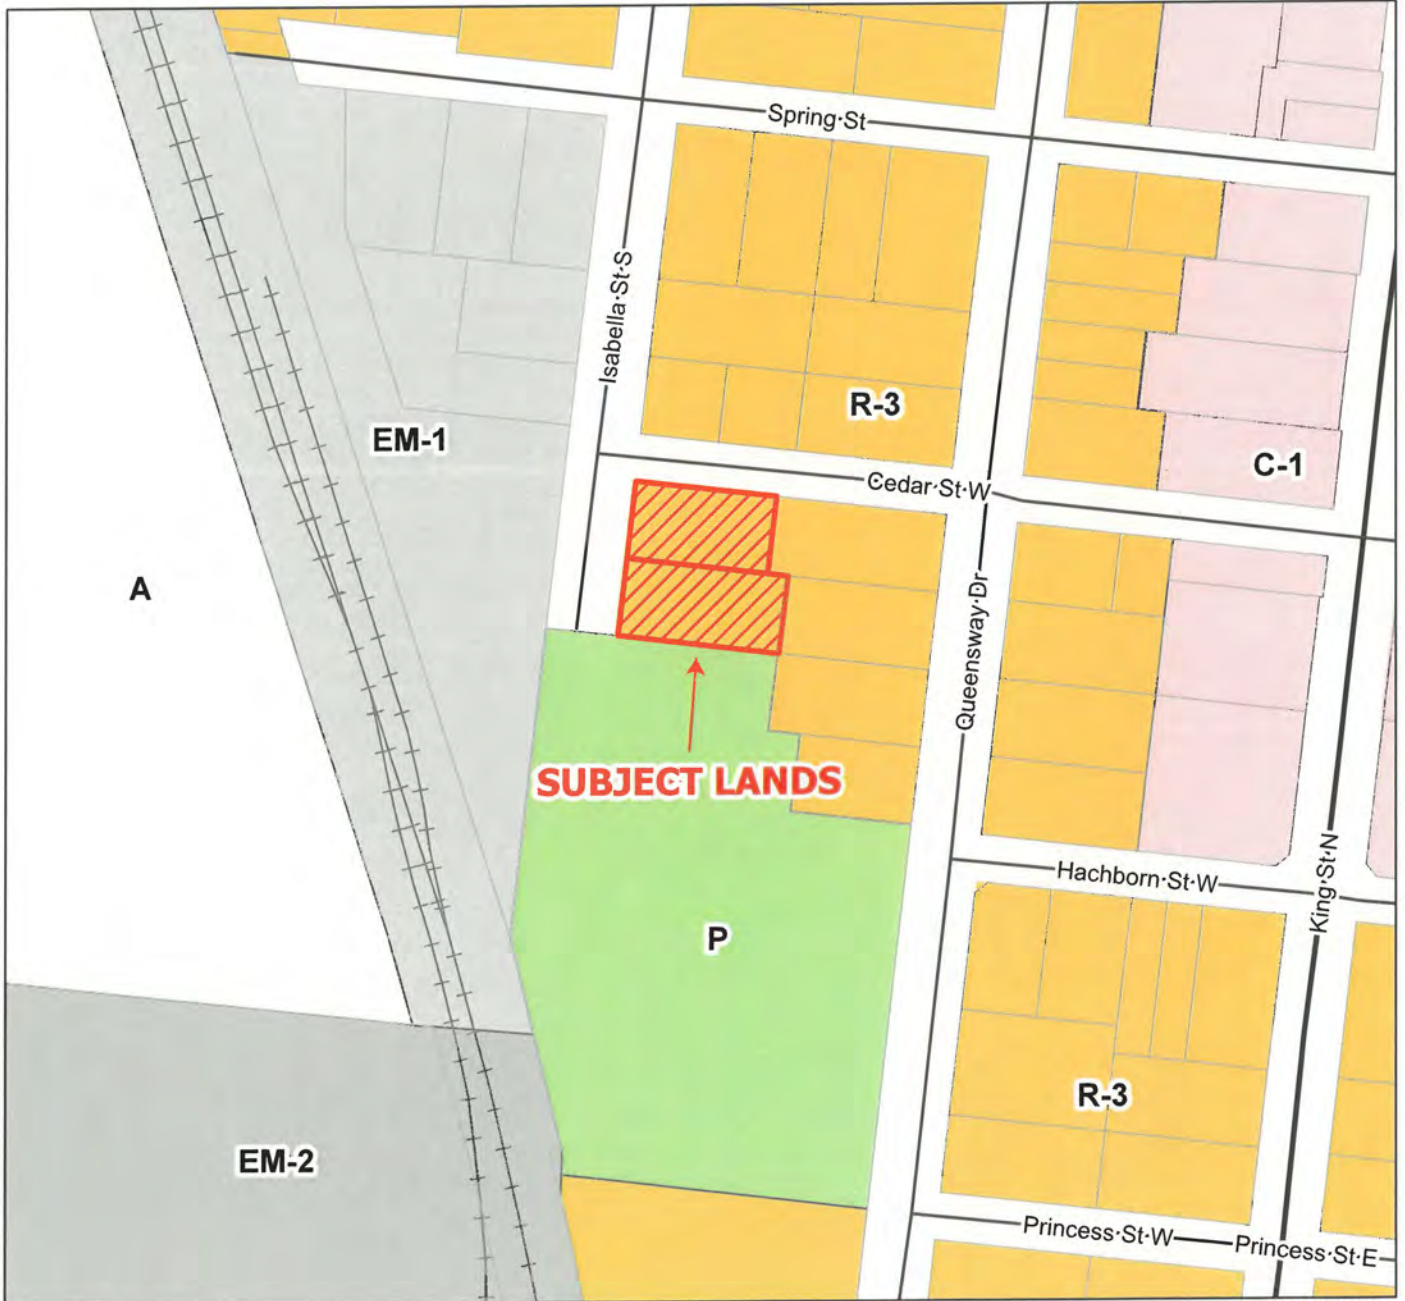 Spring St
Isabella St S
R-3
EM-1
C-1
Cedar St W
A
Queensway Dr
SUBJECT LANDS
Hachborn St W
King St N
P
R-3
EM-2
Princess St W
Princess St E